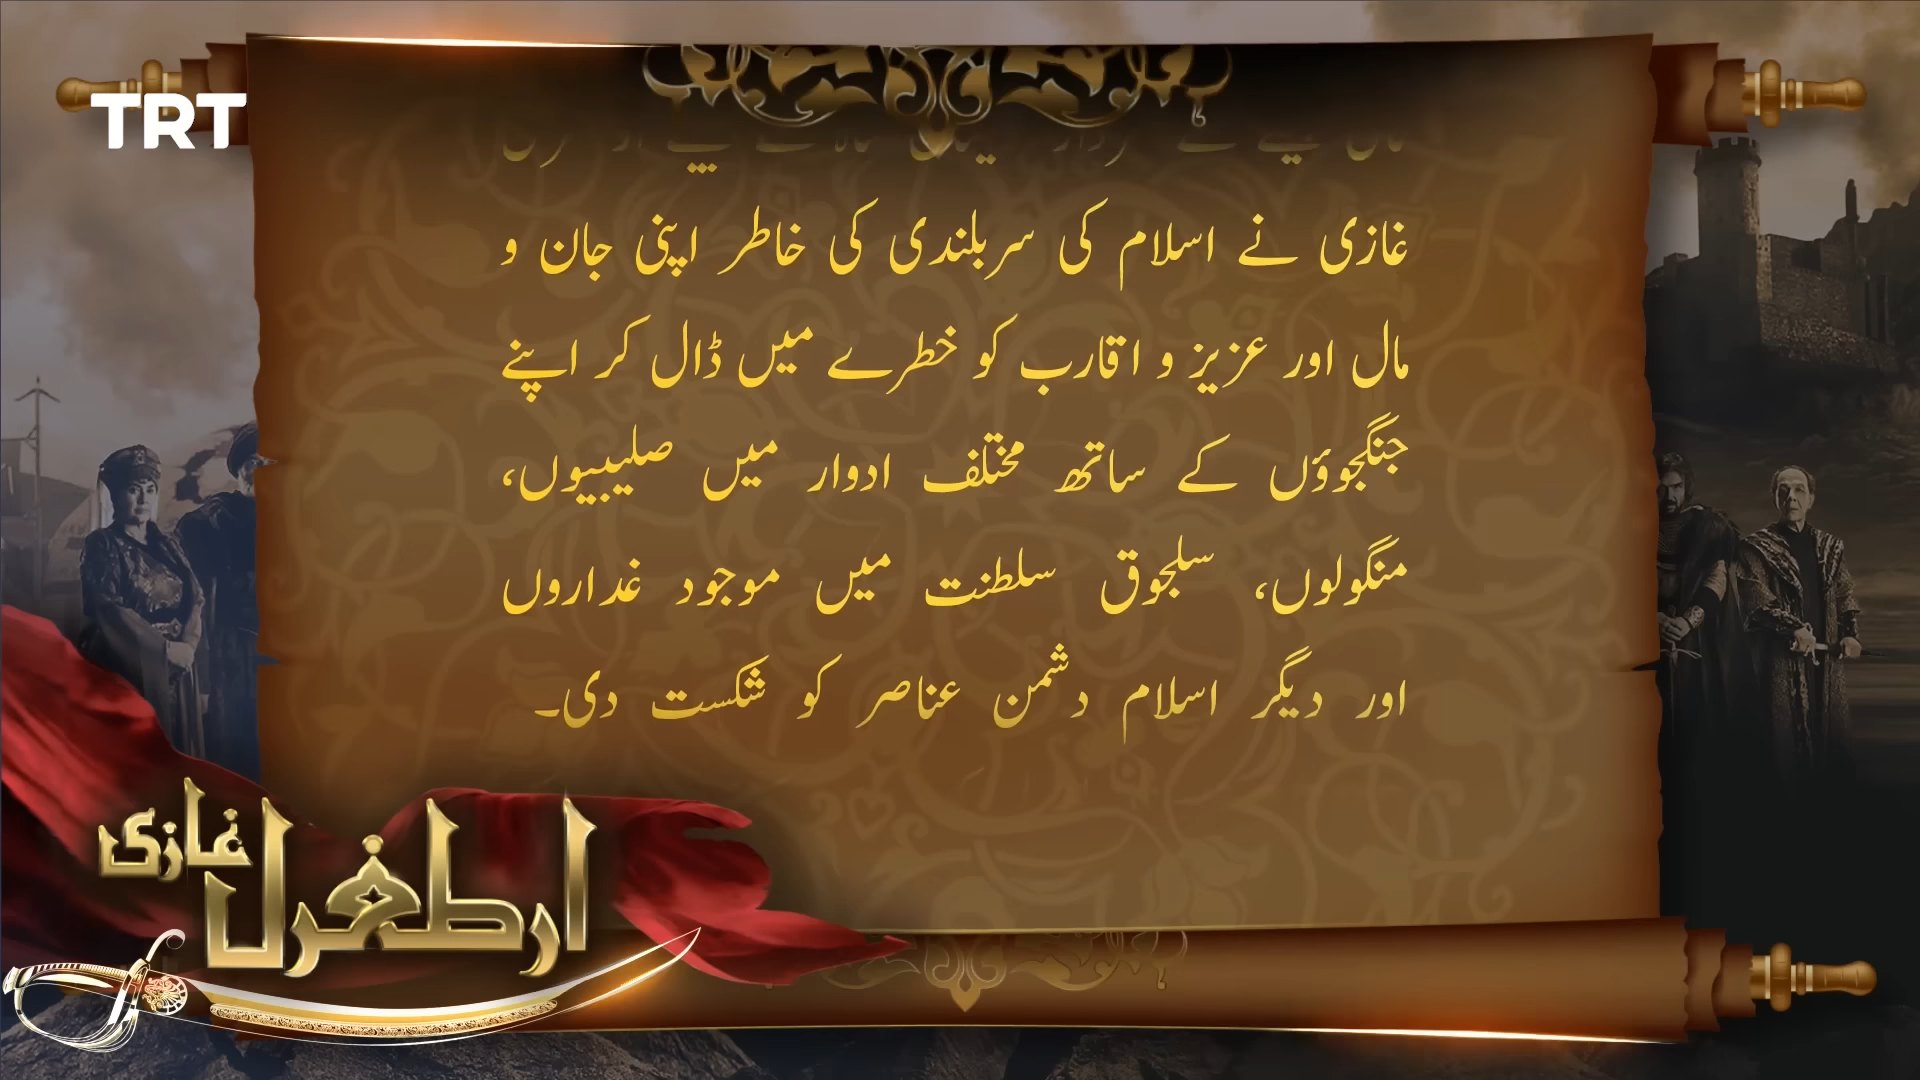 TRT
غازی نے اسلام کی سربلندی کی خاطر اپنی جان و
مال اور عزیز و اقارب کو خطرے میں ڈال کر اپنے
جنگجوؤں کے ساتھ مختلف ادوار میں صلیبیوں،
منگولوں، سلجوق سلطنت میں موجود غداروں
اور دیگر اسلام دشمن عناصر کو شکست دی۔
ارطغرل غازی